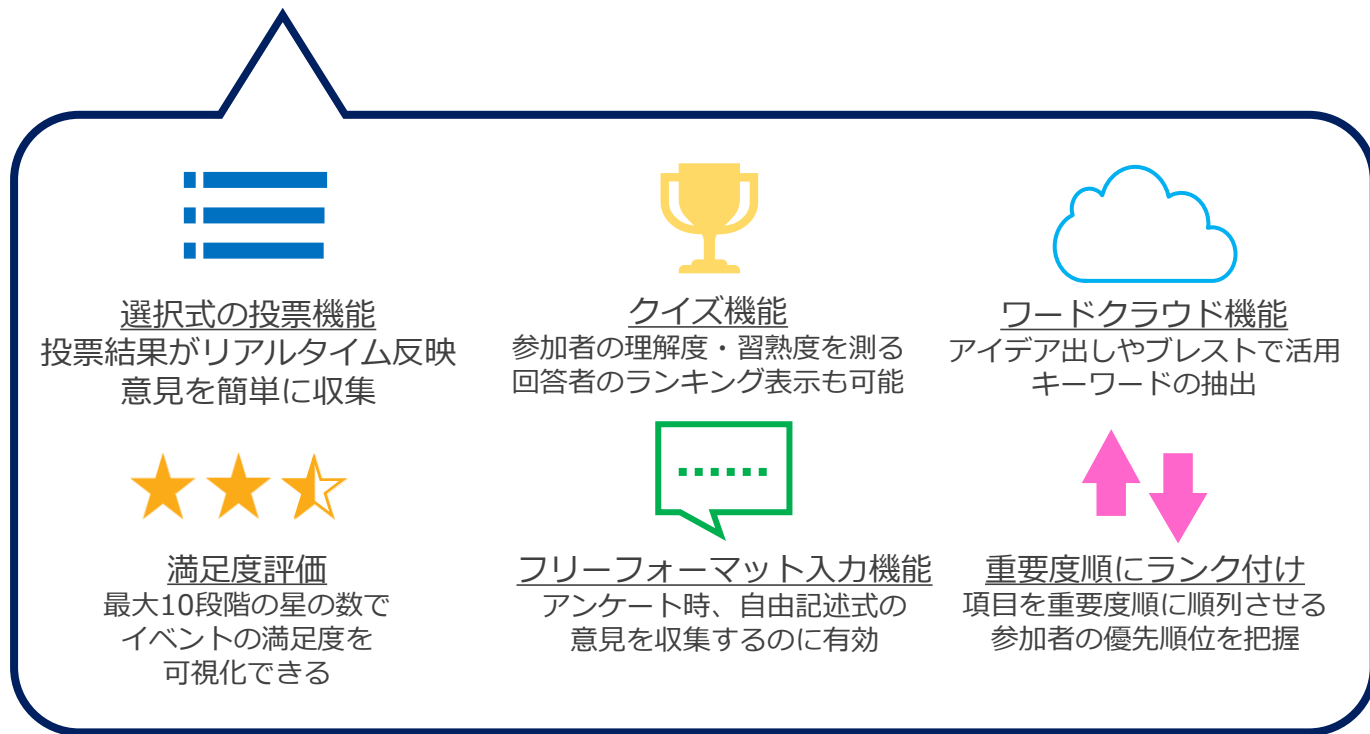 選択式の投票機能
投票結果がリアルタイム反映
意見を簡単に収集
クイズ機能
参加者の理解度・習熟度を測る
回答者のランキング表示も可能
ワードクラウド機能
アイデア出しやブレストで活用
キーワードの抽出
満足度評価
最大10段階の星の数で
イベントの満足度を
可視化できる
フリーフォーマット入力機能
アンケート時、自由記述式の
意見を収集するのに有効
重要度順にランク付け
項目を重要度順に順列させる
参加者の優先順位を把握